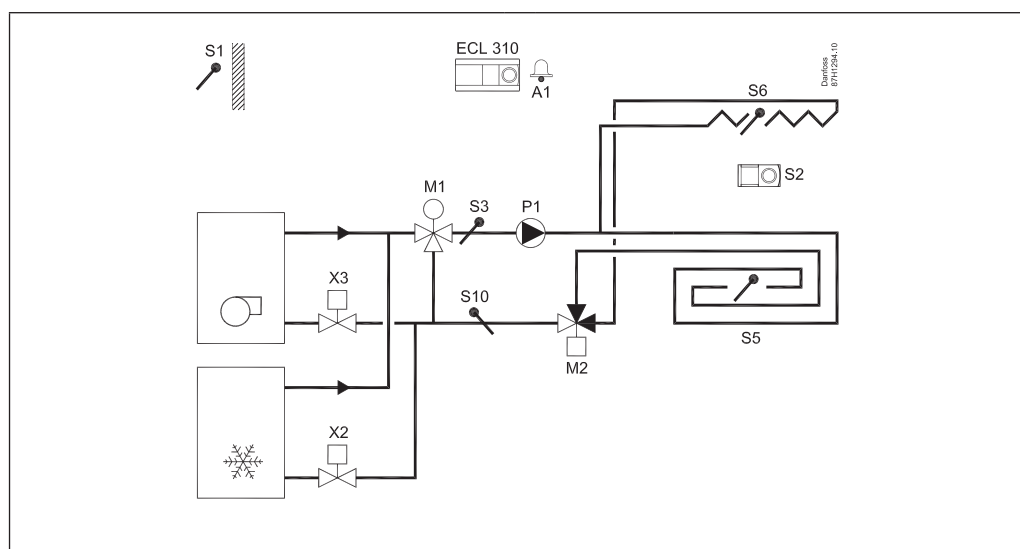 S1
ECL 310
A1
Danfoss
87H1294.10
S6
S2
M1
S3
P1
X3
S10
S5
M2
X2